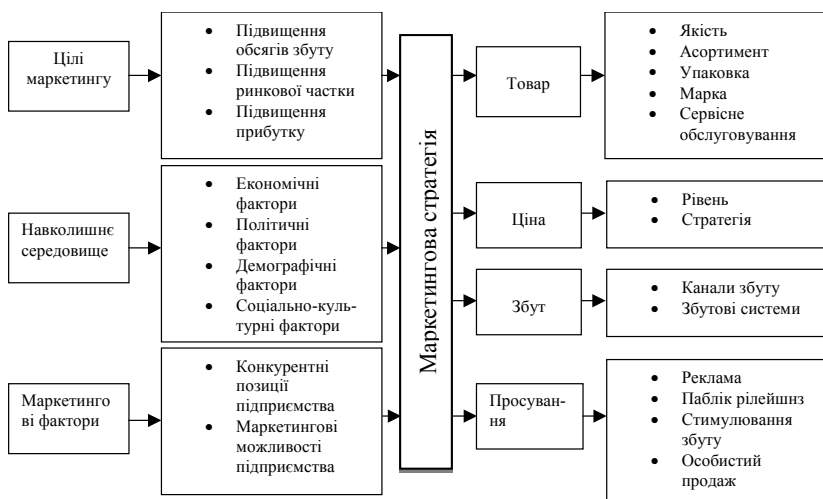 Цілі
маркетингу
• Підвищення
обсягів збуту
• Підвищення
ринкової частки
• Підвищення
прибутку
Навколишнє
середовище
• Економічні
фактори
• Політичні
фактори
• Демографічні
фактори
• Соціально-куль-
турні фактори
Маркетинго
ві фактори
• Конкурентні
позиції
підприємства
• Маркетингові
можливості
підприємства
Маркетингова стратегія
Товар
• Якість
• Асортимент
• Упаковка
• Марка
• Сервісне
обслуговування
Ціна
• Рівень
• Стратегія
Збут
• Канали збуту
• Збутові системи
Просуван-
ня
• Реклама
• Паблік рілейшнз
• Стимулювання
збуту
• Особистий
продаж